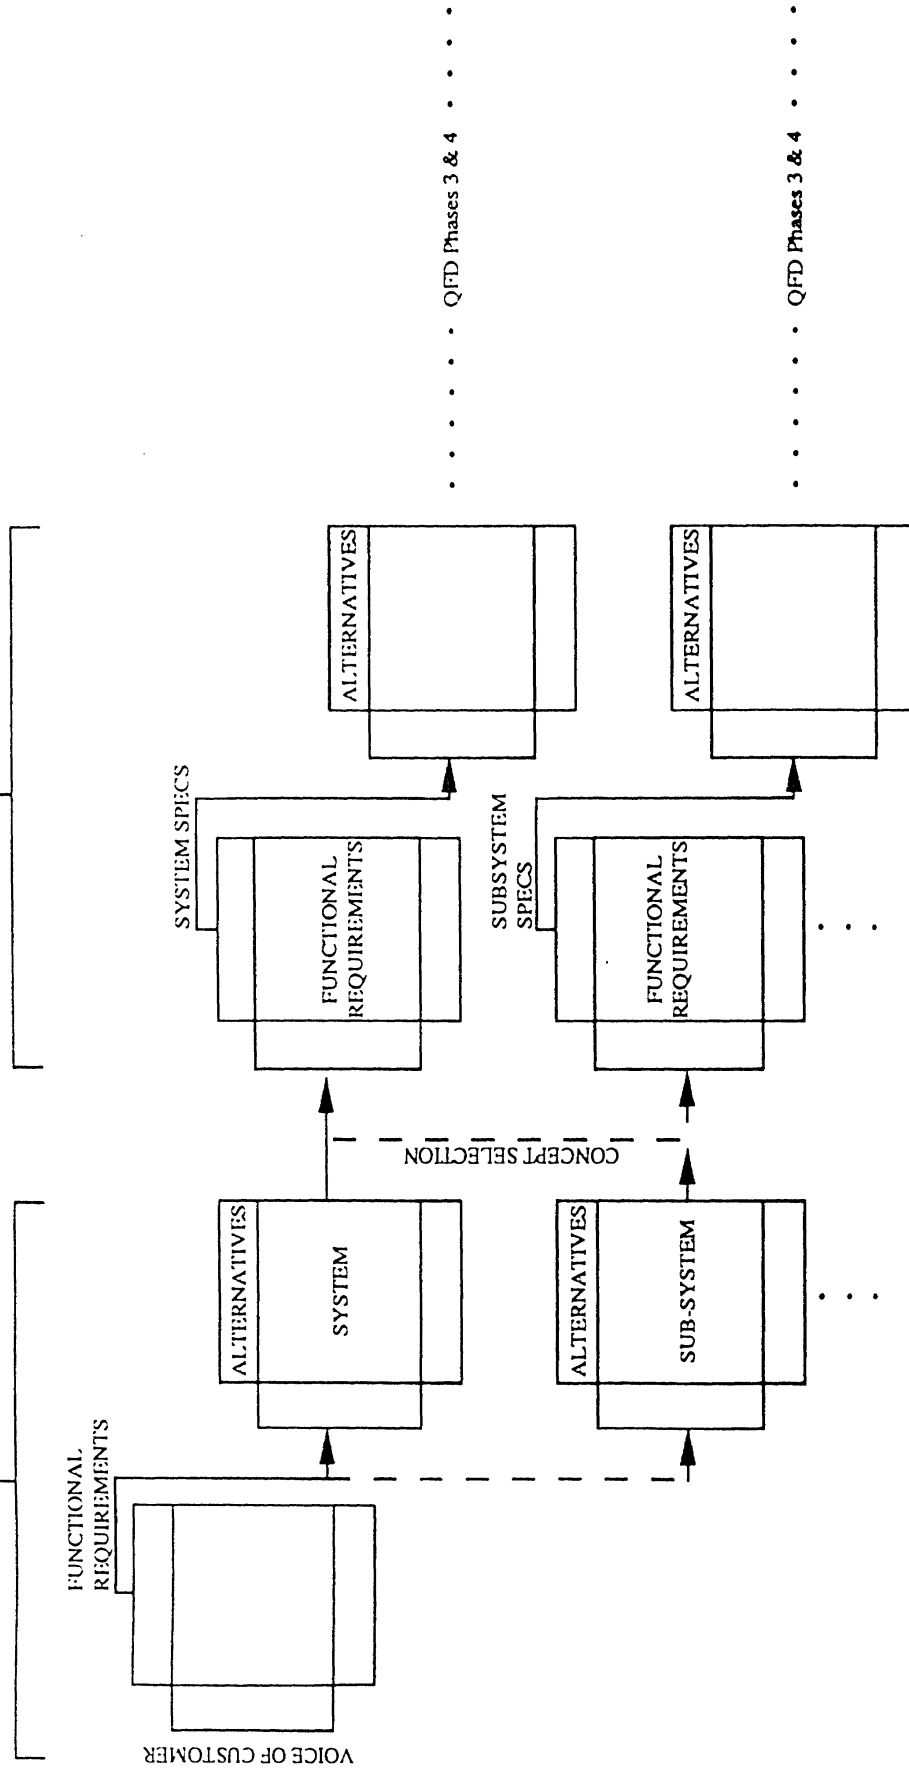 VOICE OF CUSTOMER
FUNCTIONAL
REQUIREMENTS
ALTERNATIVES
SYSTEM
ALTERNATIVES
SUB-SYSTEM
CONCEPT SELECTION
SYSTEM SPECS
FUNCTIONAL
REQUIREMENTS
SUBSYSTEM
SPECS
FUNCTIONAL
REQUIREMENTS
ALTERNATIVES
ALTERNATIVES
QFD Phases 3 & 4
QFD Phases 3 & 4